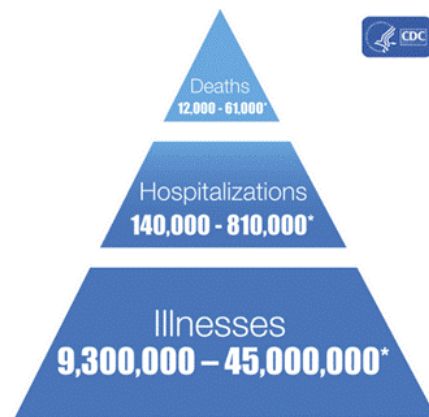 CDC
Deaths
12,000 - 61,000*
Hospitalizations
140,000 - 810,000*
Illnesses
9,300,000 – 45,000,000*